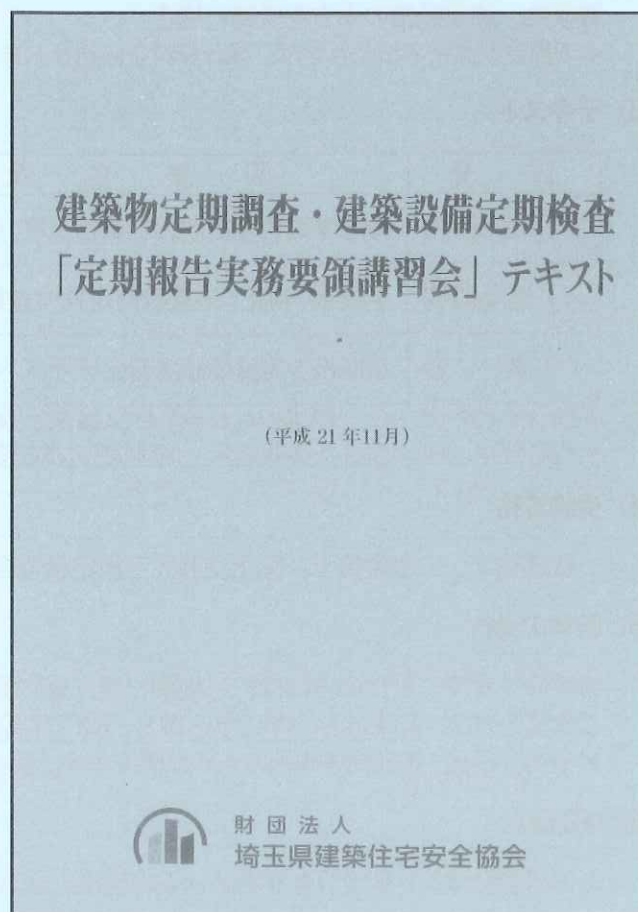 建築物定期調査・建築設備定期検査
「定期報告実務要領講習会」テキスト
(平成 21 年11月)
財団法人
埼玉県建築住宅安全協会